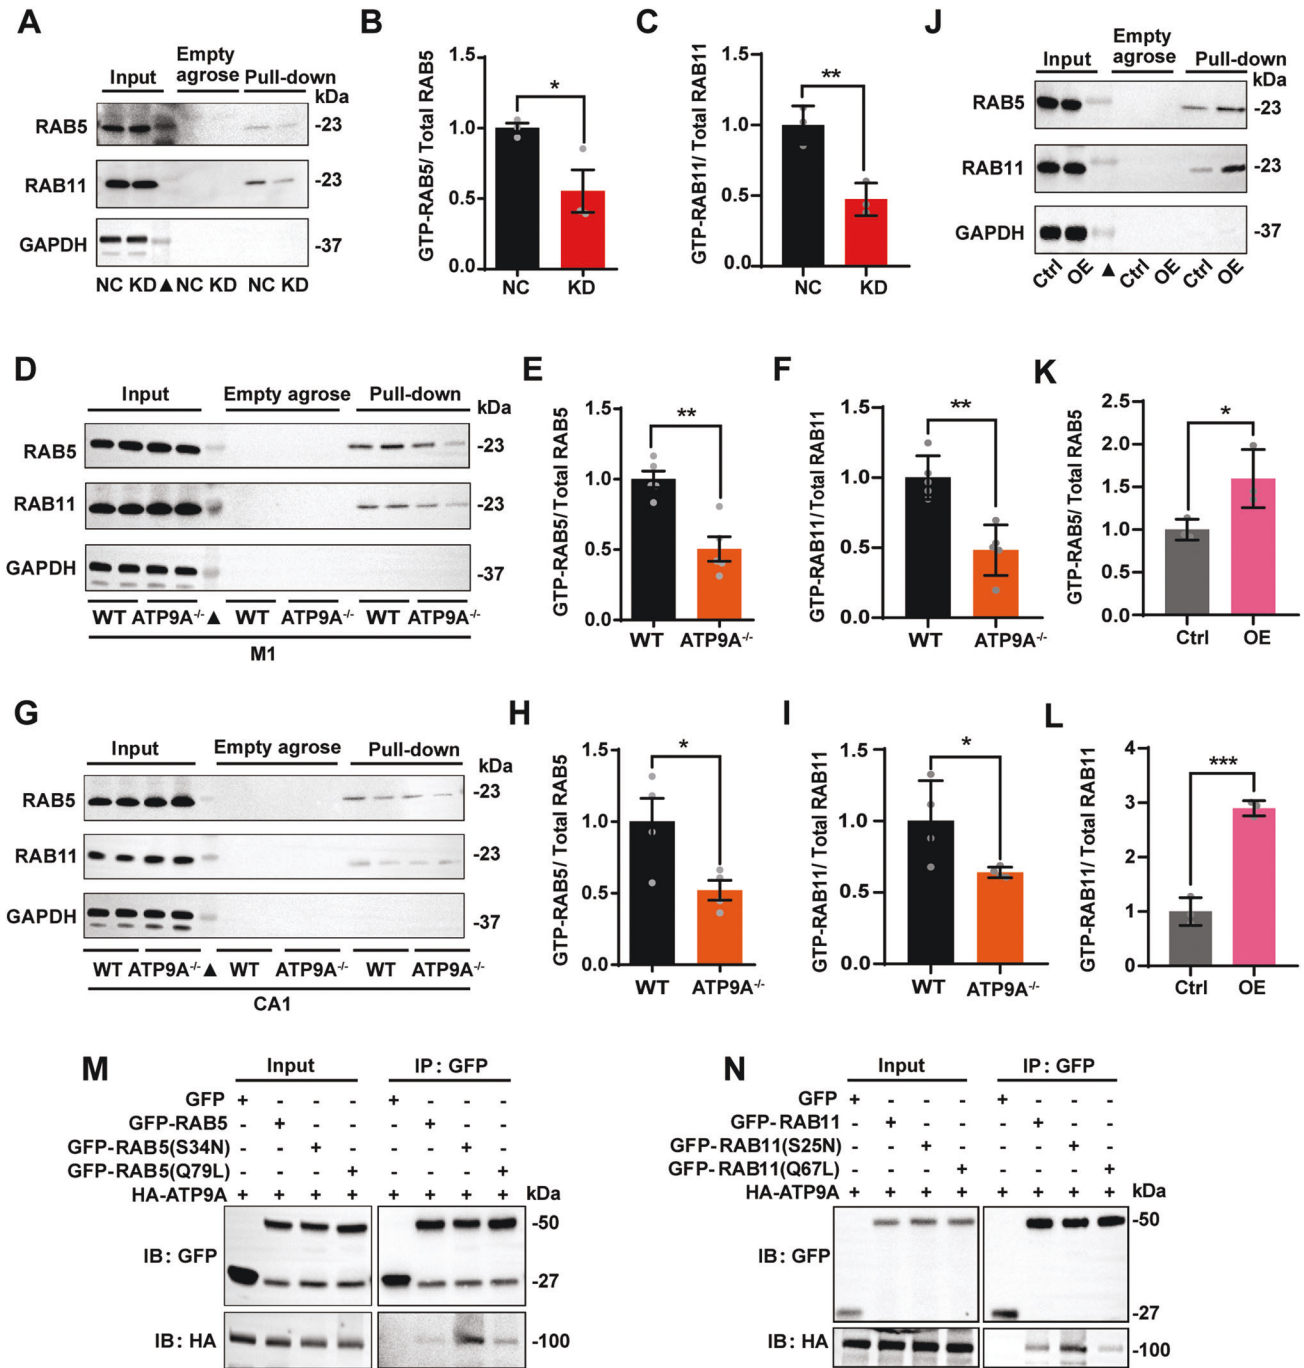 A
Empty
Input agrose Pull-down
kDa
RAB5 -23
RAB11 -23
GAPDH -37
NC KD ▲ NC KD NC KD
B
GTP-RAB5/ Total RAB5
1.5
1.0
0.5
0.0
*
NC KD
C
GTP-RAB11/ Total RAB11
1.5
1.0
0.5
0.0
**
NC KD
J
Empty
Input agrose Pull-down
kDa
RAB5 -23
RAB11 -23
GAPDH -37
Ctrl OE ▲ Ctrl OE Ctrl OE
D
Input Empty agrose Pull-down
kDa
RAB5 -23
RAB11 -23
GAPDH -37
WT ATP9A-/- ▲ WT ATP9A-/- WT ATP9A-/-
M1
E
GTP-RAB5/ Total RAB5
1.5
1.0
0.5
0.0
**
WT ATP9A-/-
F
GTP-RAB11/ Total RAB11
1.5
1.0
0.5
0.0
**
WT ATP9A-/-
K
GTP-RAB5/ Total RAB5
2.5
2.0
1.5
1.0
0.5
0.0
*
Ctrl OE
G
Input Empty agrose Pull-down
kDa
RAB5 -23
RAB11 -23
GAPDH -37
WT ATP9A-/- ▲ WT ATP9A-/- WT ATP9A-/-
CA1
H
GTP-RAB5/ Total RAB5
1.5
1.0
0.5
0.0
*
WT ATP9A-/-
I
GTP-RAB11/ Total RAB11
1.5
1.0
0.5
0.0
*
WT ATP9A-/-
L
GTP-RAB11/ Total RAB11
4
3
2
1
0
***
Ctrl OE
M
Input IP: GFP
GFP + - - - + - - -
GFP-RAB5 - + - - - + - -
GFP-RAB5(S34N) - - + - - - + -
GFP-RAB5(Q79L) - - - + - - - +
HA-ATP9A + + + + + + + + kDa
-50
IB: GFP
-27
IB: HA -100
N
Input IP: GFP
GFP + - - - + - - -
GFP-RAB11 - + - - - + - -
GFP-RAB11(S25N) - - + - - - + -
GFP-RAB11(Q67L) - - - + - - - +
HA-ATP9A + + + + + + + + kDa
-50
IB: GFP
-27
IB: HA -100